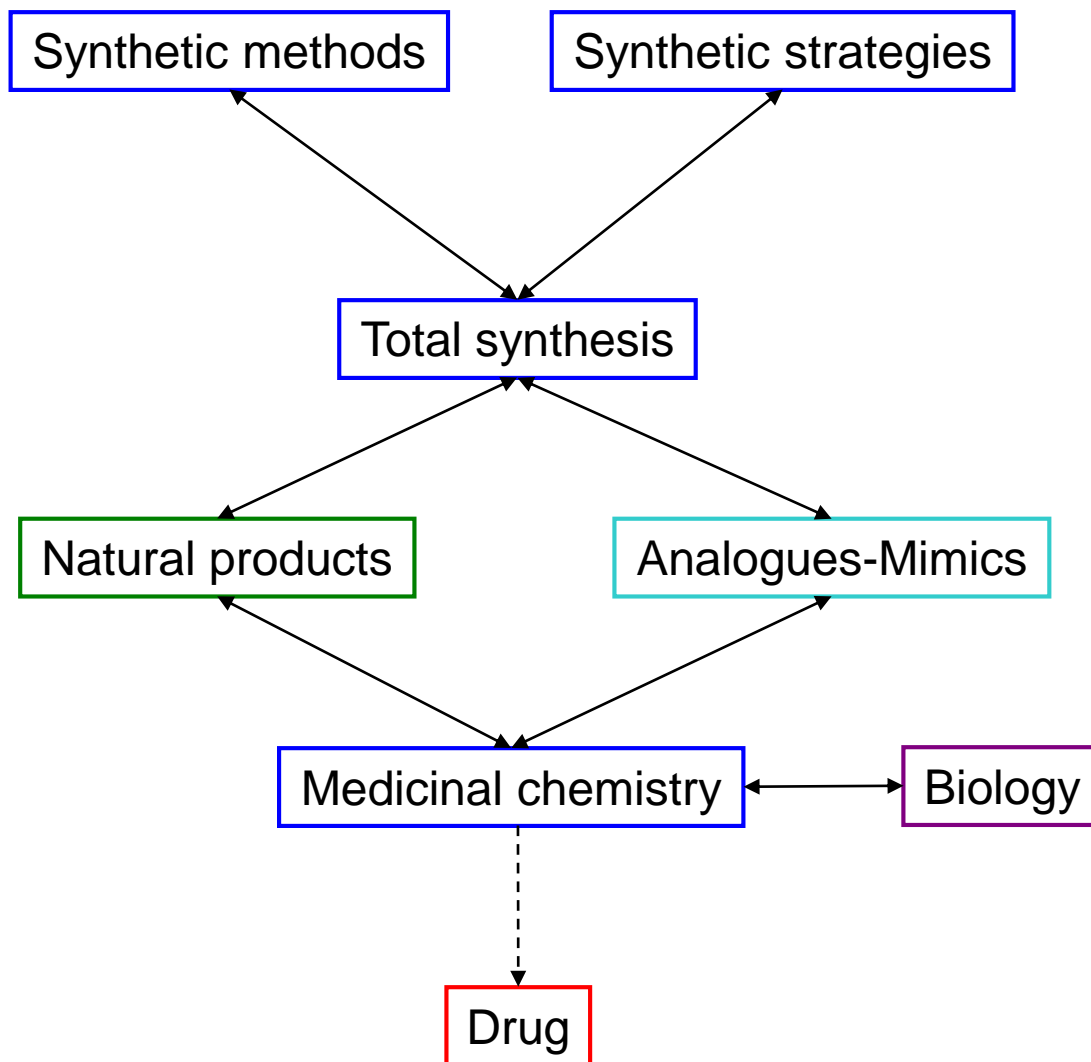 Synthetic methods
Synthetic strategies
Total synthesis
Natural products
Analogues-Mimics
Medicinal chemistry
Biology
Drug